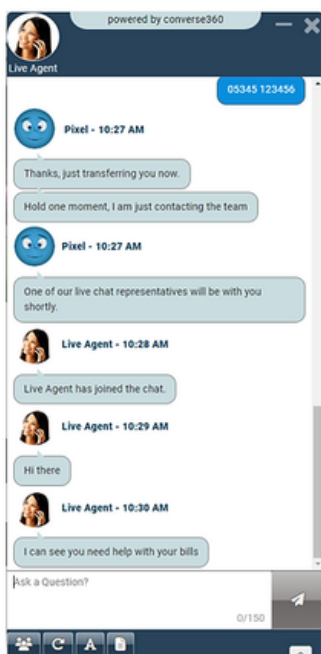 powered by converse360
Live Agent
05345 123456
Pixel - 10:27 AM
Thanks, just transferring you now.
Hold one moment, I am just contacting the team
Pixel - 10:27 AM
One of our live chat representatives will be with you
shortly.
Live Agent - 10:28 AM
Live Agent has joined the chat.
Live Agent - 10:29 AM
Hi there
Live Agent - 10:30 AM
I can see you need help with your bills
Ask a Question?
0/150
A